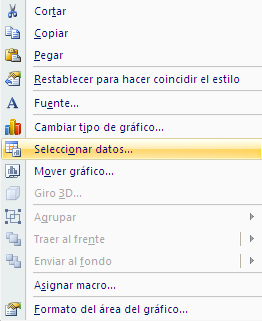 Cortar
Copiar
Pegar
Restablecer para hacer coincidir el estilo
Fuente...
Cambiar tipo de gráfico...
Seleccionar datos...
Mover gráfico...
Giro 3D...
Agrupar
Traer al frente
Enviar al fondo
Asignar macro...
Formato del área del gráfico...